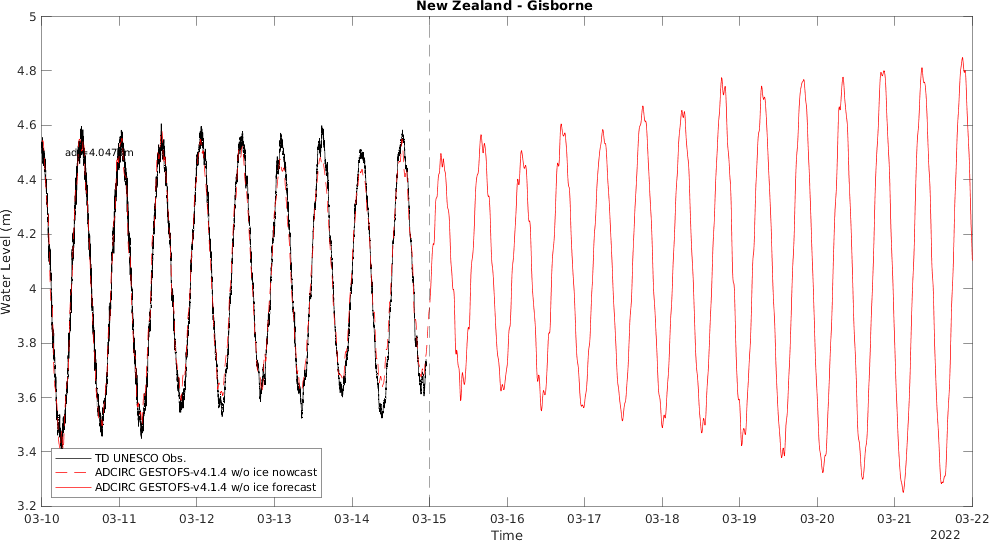 New Zealand - Gisborne
Water Level (m)
5
4.8
4.6
4.4
4.2
4
3.8
3.6
3.4
3.2
TD UNESCO Obs.
ADCIRC GESTOFS-v4.1.4 w/o ice nowcast
ADCIRC GESTOFS-v4.1.4 w/o ice forecast
03-10 03-11 03-12 03-13 03-14 03-15 03-16 03-17 03-18 03-19 03-20 03-21 03-22
Time
2022